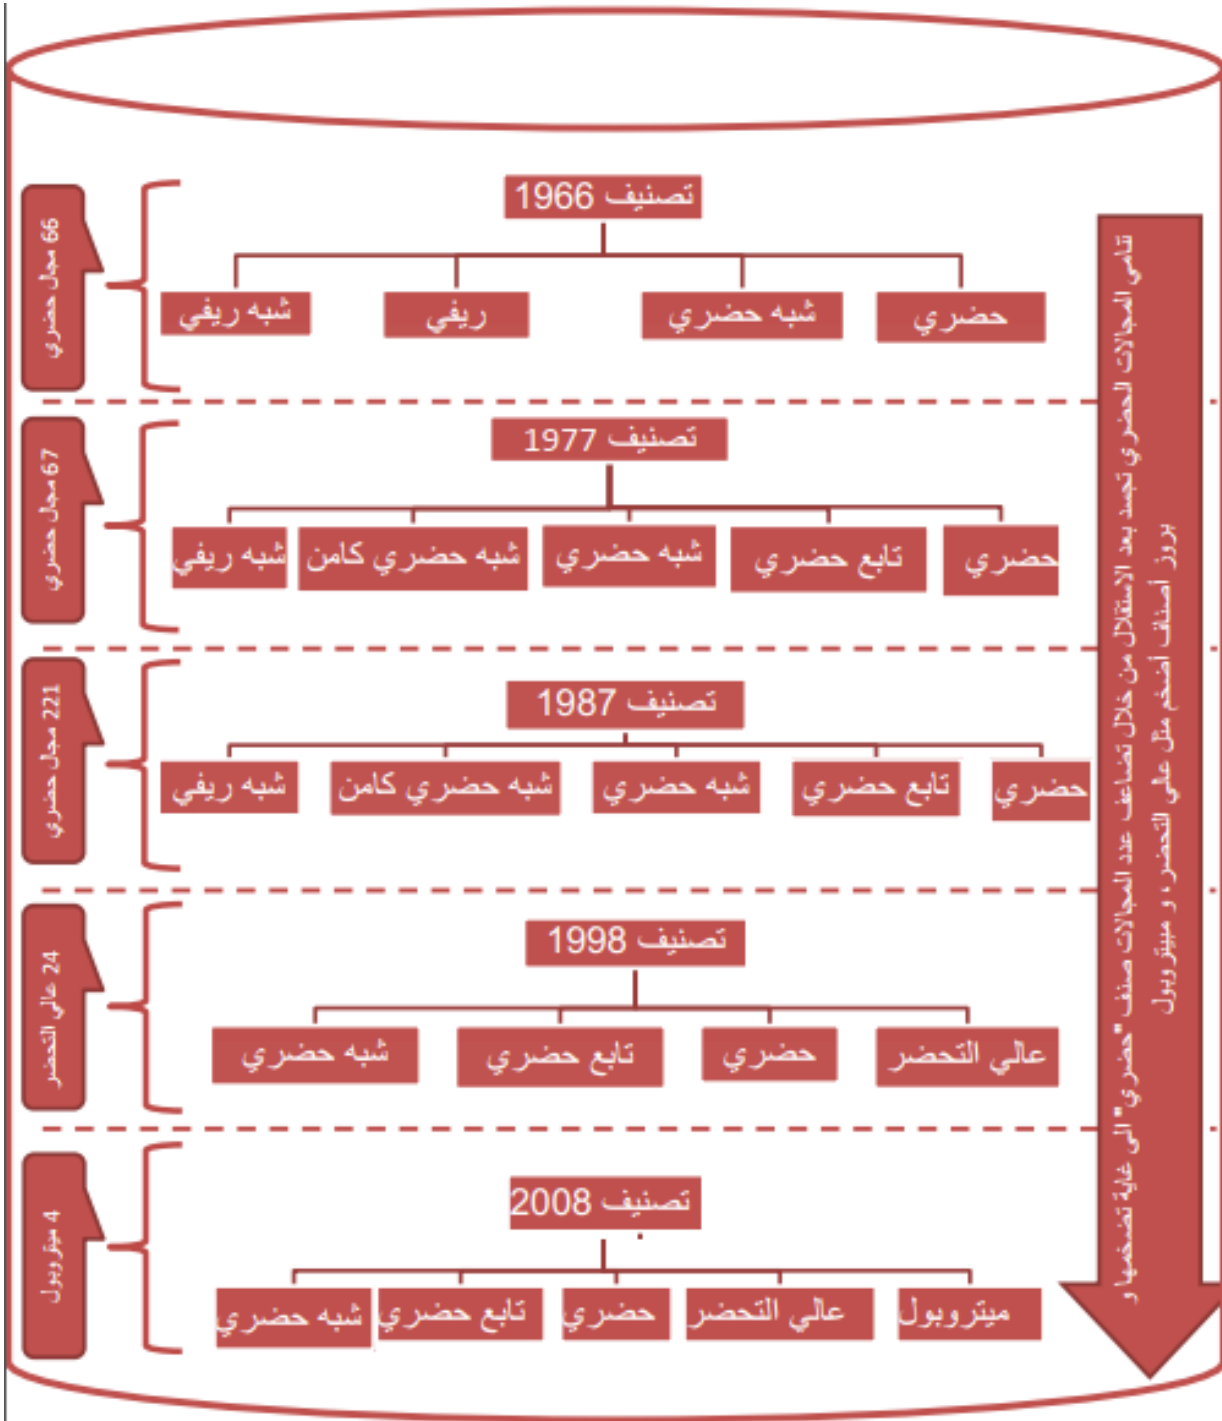 تصنيف 1966
حضري
شبه حضري
ريفي
شبه ريفي
66 مجال حضري
تصنيف 1977
حضري
تابع حضري
شبه حضري
شبه حضري كامن
شبه ريفي
67 مجال حضري
تصنيف 1987
حضري
تابع حضري
شبه حضري
شبه حضري كامن
شبه ريفي
221 مجال حضري
تصنيف 1998
عالي التحضر
حضري
تابع حضري
شبه حضري
24 عالي التحضر
تصنيف 2008
ميتروبول
عالي التحضر
حضري
تابع حضري
شبه حضري
4 ميتروبول
تنامي المجالات الحضري تجسد بعد الاستقلال من خلال تضاعف عدد المجالات صنف "حضري" الى غاية تضخمها و
بروز أصناف أضخم مثل عالي التحضر، و ميتروبول